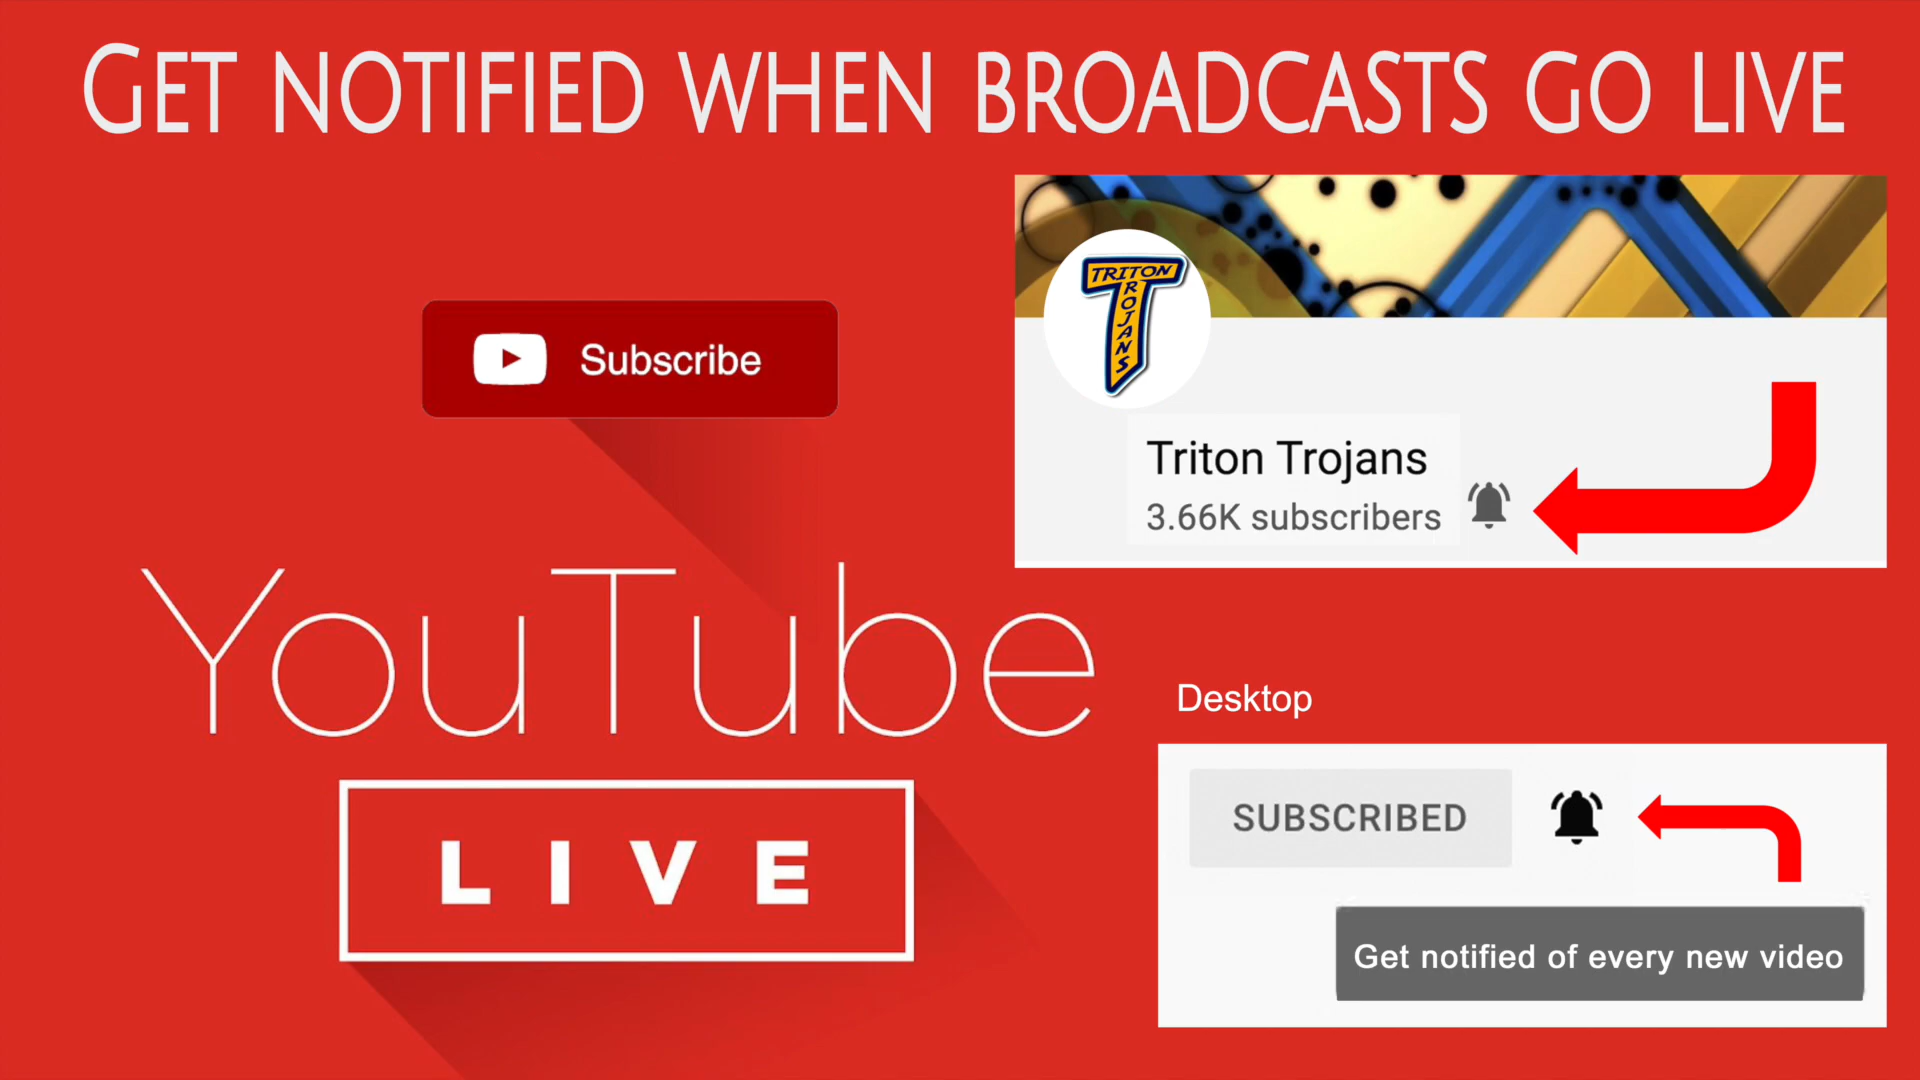 GET NOTIFIED WHEN BROADCASTS GO LIVE
Subscribe
YouTube
LIVE
TRITON
TROJANS
Triton Trojans
3.66K subscribers
Desktop
SUBSCRIBED
Get notified of every new video